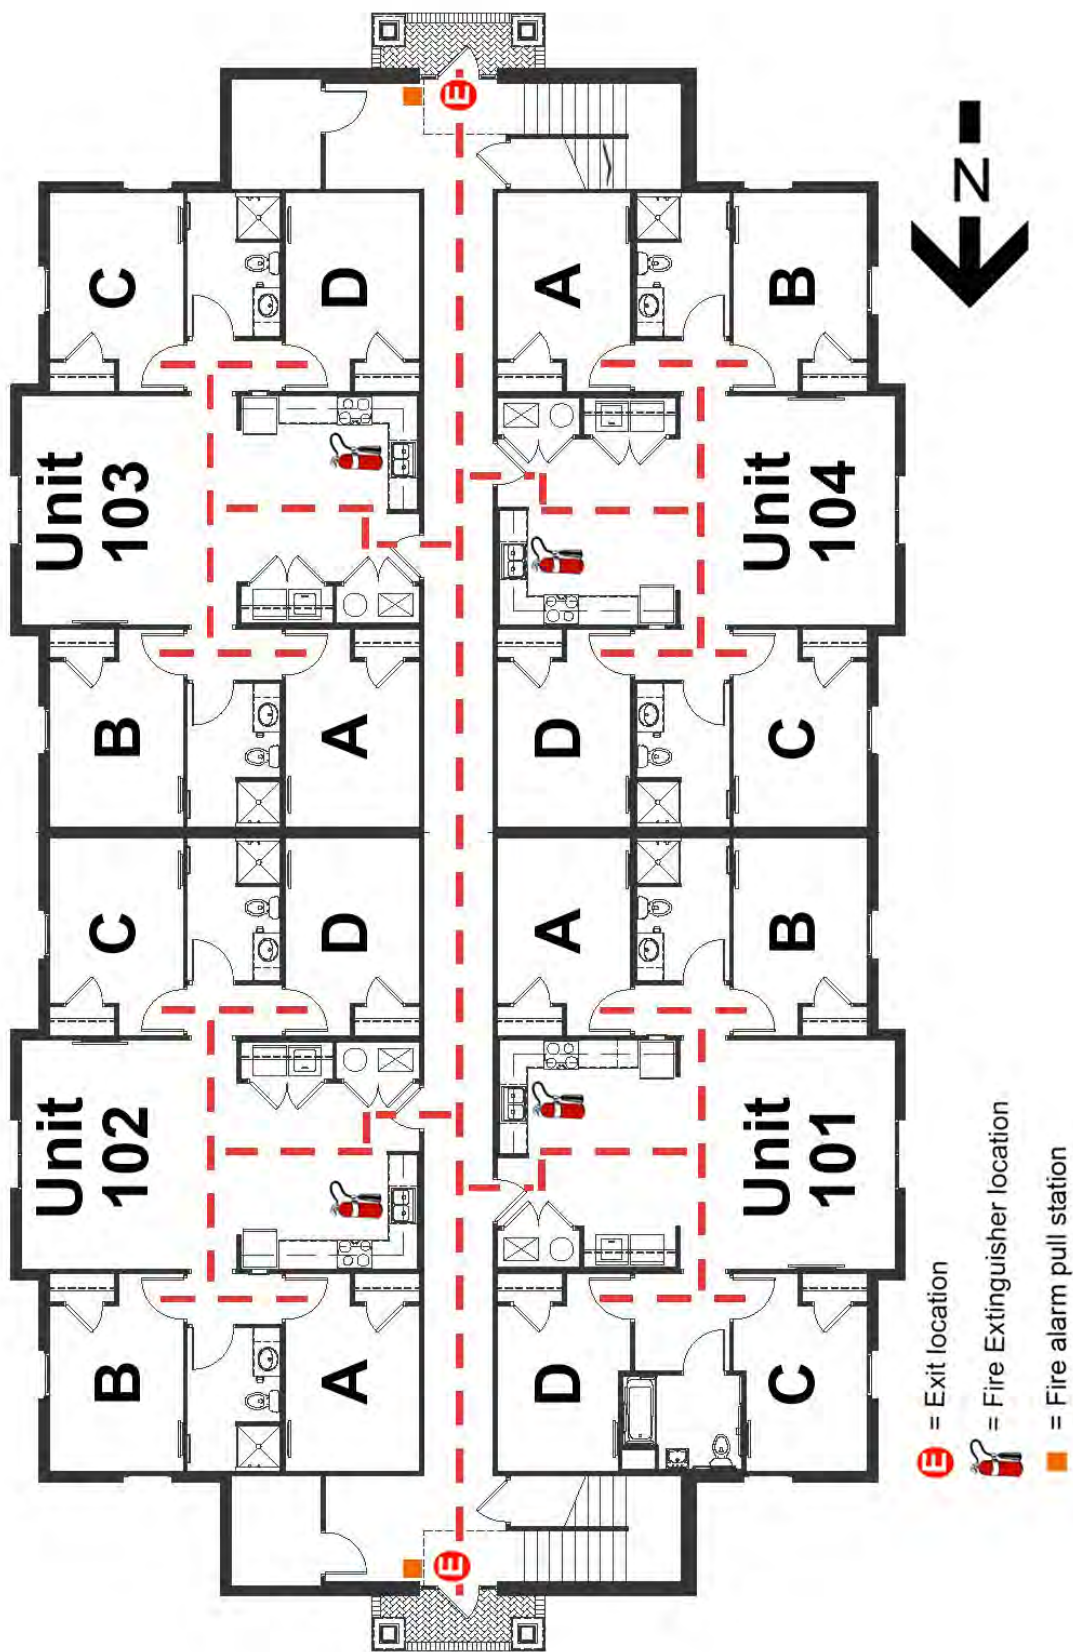 B
Unit
102
C
B
Unit
103
C
A
D
A
D
E
E
D
A
D
A
C
Unit
101
B
C
Unit
104
B
N
E = Exit location
= Fire Extinguisher location
= Fire alarm pull station